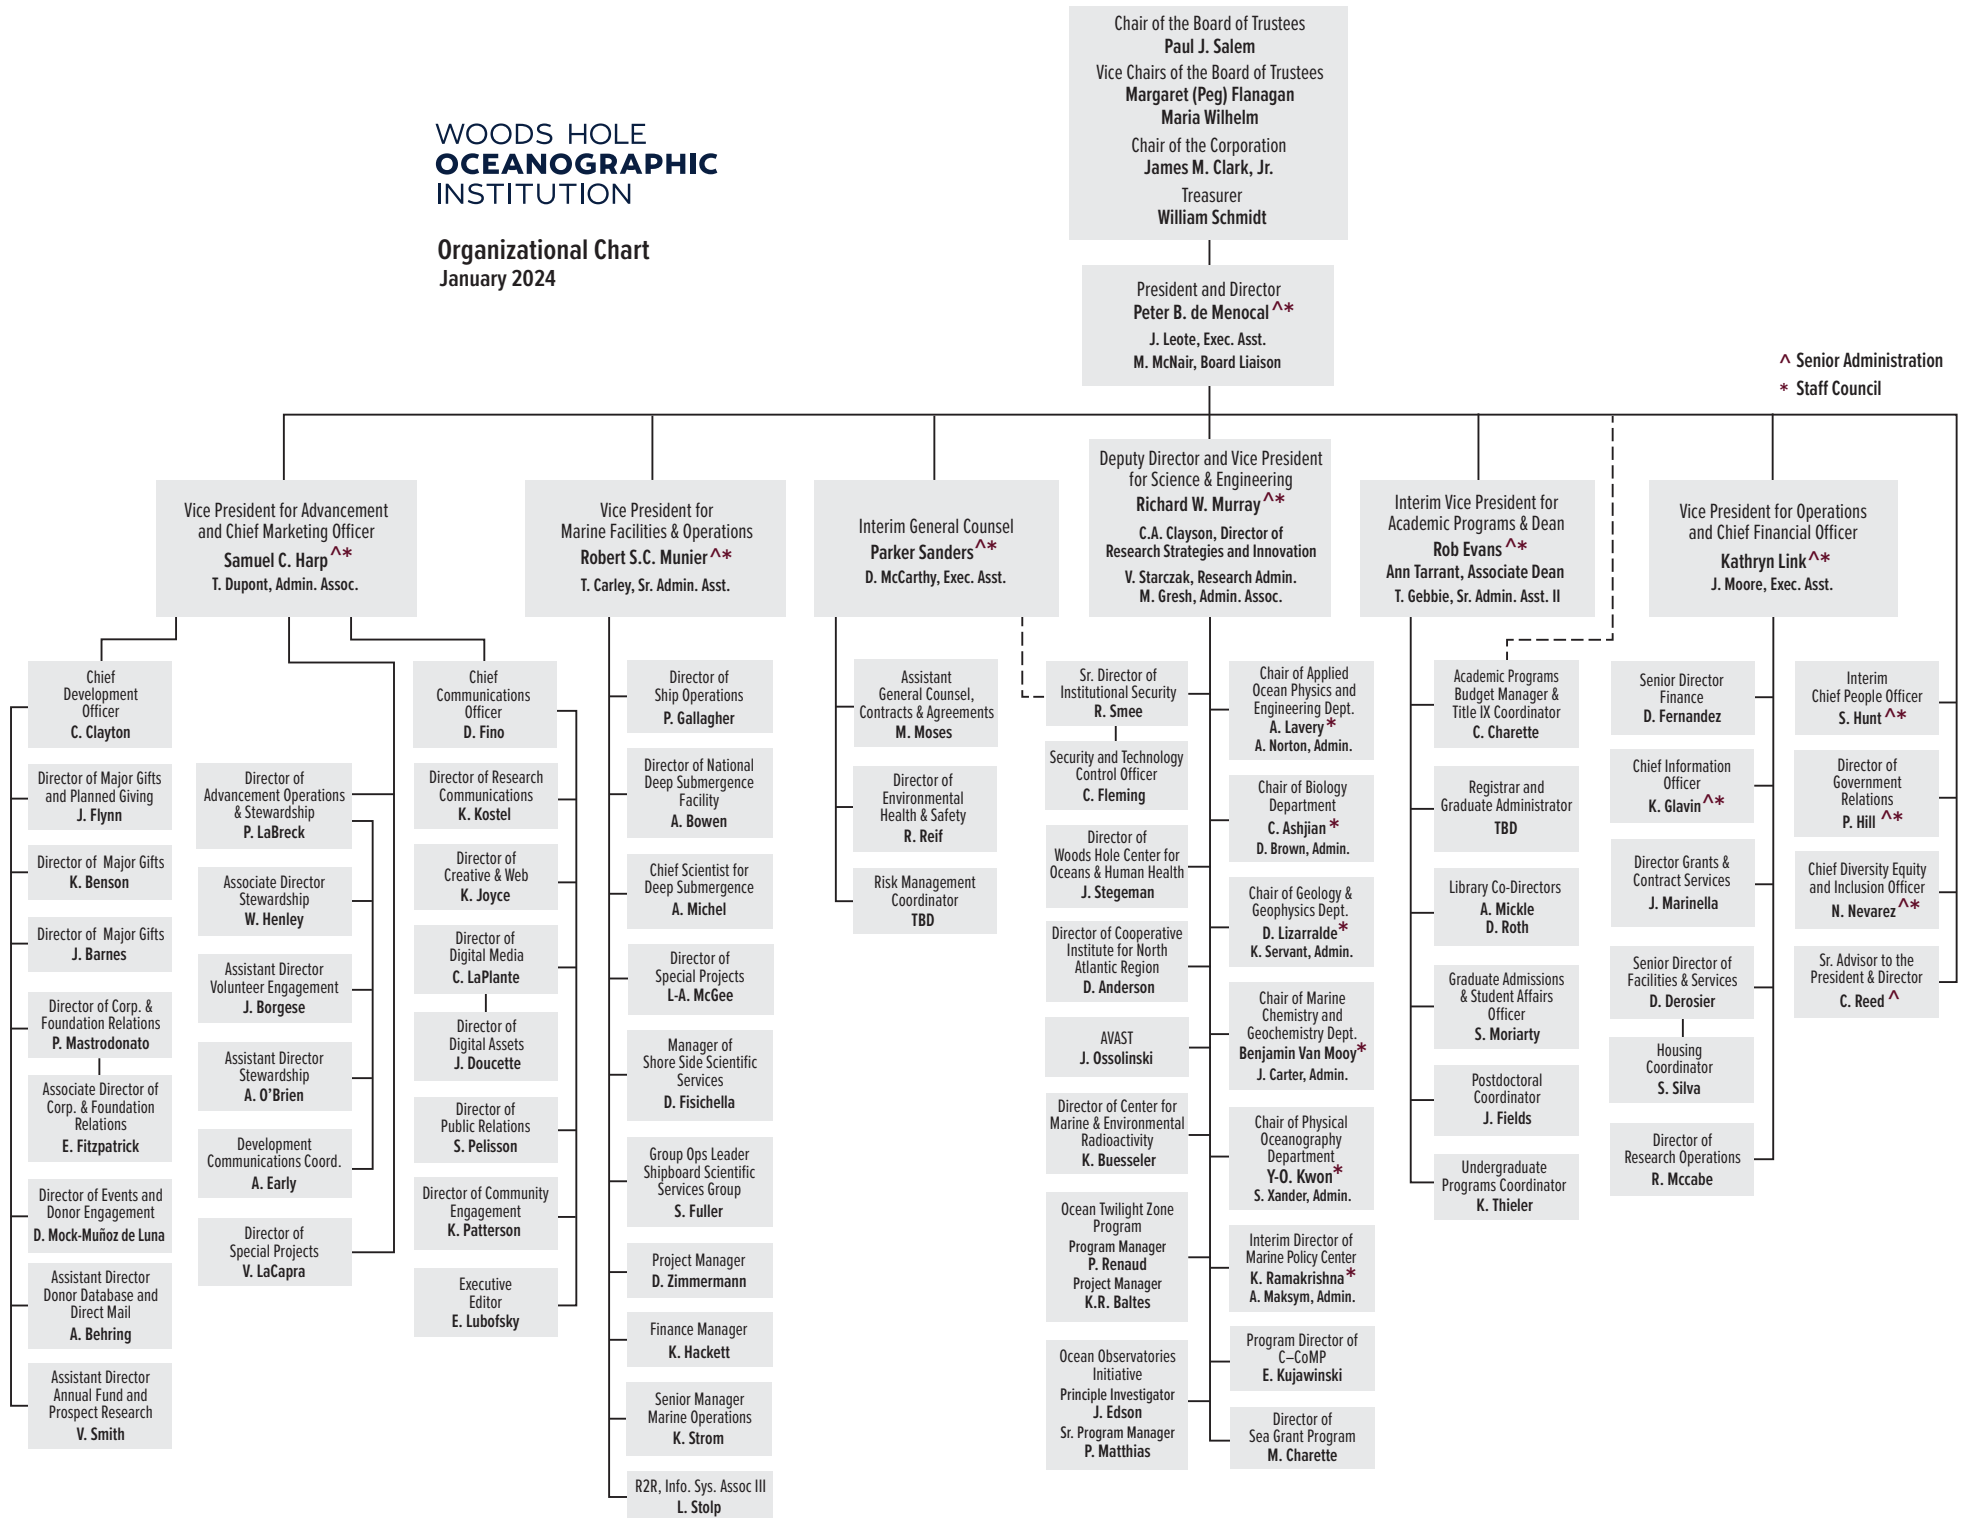 WOODS HOLE
OCEANOGRAPHIC
INSTITUTION
Organizational Chart
January 2024
Chair of the Board of Trustees
Paul J. Salem
Vice Chairs of the Board of Trustees
Margaret (Peg) Flanagan
Maria Wilhelm
Chair of the Corporation
James M. Clark, Jr.
Treasurer
William Schmidt
President and Director
Peter B. de Menocal ^*
J. Leote, Exec. Asst.
M. McNair, Board Liaison
^ Senior Administration
* Staff Council
Vice President for Advancement
and Chief Marketing Officer
Samuel C. Harp ^*
T. Dupont, Admin. Assoc.
Vice President for
Marine Facilities & Operations
Robert S.C. Munier ^*
T. Carley, Sr. Admin. Asst.
Interim General Counsel
Parker Sanders ^*
D. McCarthy, Exec. Asst.
Deputy Director and Vice President
for Science & Engineering
Richard W. Murray ^*
C.A. Clayson, Director of
Research Strategies and Innovation
V. Starczak, Research Admin.
M. Gresh, Admin. Assoc.
Interim Vice President for
Academic Programs & Dean
Rob Evans ^*
Ann Tarrant, Associate Dean
T. Gebbie, Sr. Admin. Asst. II
Vice President for Operations
and Chief Financial Officer
Kathryn Link ^*
J. Moore, Exec. Asst.
Chief
Development
Officer
C. Clayton
Director of Major Gifts
and Planned Giving
J. Flynn
Director of Major Gifts
K. Benson
Director of Major Gifts
J. Barnes
Director of Corp. &
Foundation Relations
P. Mastrodonato
Associate Director of
Corp. & Foundation
Relations
E. Fitzpatrick
Director of Events and
Donor Engagement
D. Mock-Muñoz de Luna
Assistant Director
Donor Database and
Direct Mail
A. Behring
Assistant Director
Annual Fund and
Prospect Research
V. Smith
Director of
Advancement Operations
& Stewardship
P. LaBreck
Associate Director
Stewardship
W. Henley
Assistant Director
Volunteer Engagement
J. Borgese
Assistant Director
Stewardship
A. O’Brien
Development
Communications Coord.
A. Early
Director of
Special Projects
V. LaCapra
Chief
Communications
Officer
D. Fino
Director of Research
Communications
K. Kostel
Director of
Creative & Web
K. Joyce
Director of
Digital Media
C. LaPlante
Director of
Digital Assets
J. Doucette
Director of
Public Relations
S. Pelisson
Director of Community
Engagement
K. Patterson
Executive
Editor
E. Lubofsky
Director of
Ship Operations
P. Gallagher
Director of National
Deep Submergence
Facility
A. Bowen
Chief Scientist for
Deep Submergence
A. Michel
Director of
Special Projects
L-A. McGee
Manager of
Shore Side Scientific
Services
D. Fisichella
Group Ops Leader
Shipboard Scientific
Services Group
S. Fuller
Project Manager
D. Zimmermann
Finance Manager
K. Hackett
Senior Manager
Marine Operations
K. Strom
R2R, Info. Sys. Assoc III
L. Stolp
Assistant
General Counsel,
Contracts & Agreements
M. Moses
Director of
Environmental
Health & Safety
R. Reif
Risk Management
Coordinator
TBD
Sr. Director of
Institutional Security
R. Smee
Security and Technology
Control Officer
C. Fleming
Director of
Woods Hole Center for
Oceans & Human Health
J. Stegeman
Director of Cooperative
Institute for North
Atlantic Region
D. Anderson
AVAST
J. Ossolinski
Director of Center for
Marine & Environmental
Radioactivity
K. Buesseler
Ocean Twilight Zone
Program
Program Manager
P. Renaud
Project Manager
K.R. Baltes
Ocean Observatories
Initiative
Principle Investigator
J. Edson
Sr. Program Manager
P. Matthias
Chair of Applied
Ocean Physics and
Engineering Dept.
A. Lavery *
A. Norton, Admin.
Chair of Biology
Department
C. Ashjian *
D. Brown, Admin.
Chair of Geology &
Geophysics Dept.
D. Lizarralde *
K. Servant, Admin.
Chair of Marine
Chemistry and
Geochemistry Dept.
Benjamin Van Mooy *
J. Carter, Admin.
Chair of Physical
Oceanography
Department
Y-O. Kwon *
S. Xander, Admin.
Interim Director of
Marine Policy Center
K. Ramakrishna *
A. Maksym, Admin.
Program Director of
C–CoMP
E. Kujawinski
Director of
Sea Grant Program
M. Charette
Academic Programs
Budget Manager &
Title IX Coordinator
C. Charette
Registrar and
Graduate Administrator
TBD
Library Co-Directors
A. Mickle
D. Roth
Graduate Admissions
& Student Affairs
Officer
S. Moriarty
Postdoctoral
Coordinator
J. Fields
Undergraduate
Programs Coordinator
K. Thieler
Senior Director
Finance
D. Fernandez
Chief Information
Officer
K. Glavin ^*
Director Grants &
Contract Services
J. Marinella
Senior Director of
Facilities & Services
D. Derosier
Housing
Coordinator
S. Silva
Director of
Research Operations
R. Mccabe
Interim
Chief People Officer
S. Hunt ^*
Director of
Government
Relations
P. Hill ^*
Chief Diversity Equity
and Inclusion Officer
N. Nevarez ^*
Sr. Advisor to the
President & Director
C. Reed ^